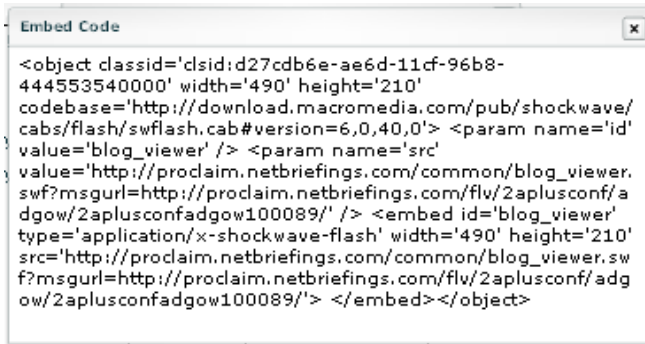 Embed Code
<object classid='clsid:d27cdb6e-ae6d-11cf-96b8-
444553540000' width='490' height='210'
codebase='http://download.macromedia.com/pub/shockwave/
cabs/flash/swflash.cab#version=6,0,40,0'> <param name='id'
value='blog_viewer' /> <param name='src'
value='http://proclaim.netbriefings.com/common/blog_viewer.
swf?msgurl=http://proclaim.netbriefings.com/flv/2aplusconf/a
dgow/2aplusconfadgow100089/' /> <embed id='blog_viewer'
type='application/x-shockwave-flash' width='490' height='210'
src='http://proclaim.netbriefings.com/common/blog_viewer.sw
f?msgurl=http://proclaim.netbriefings.com/flv/2aplusconf/adg
ow/2aplusconfadgow100089/'> </embed></object>